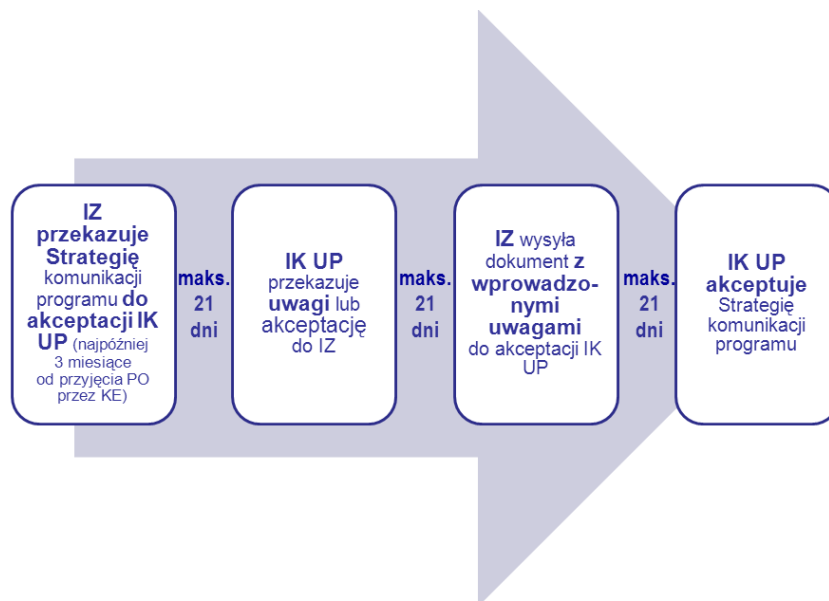 IZ
przekazuje
Strategię
komunikacji
programu do
akceptacji IK
UP (najpóźniej
3 miesiące
od przyjęcia PO
przez KE)
maks.
21
dni
IK UP
przekazuje
uwagi lub
akceptację
do IZ
maks.
21
dni
IZ wysyła
dokument z
wprowadzo-
nymi
uwagami
do akceptacji IK
UP
maks.
21
dni
IK UP
akceptuje
Strategię
komunikacji
programu